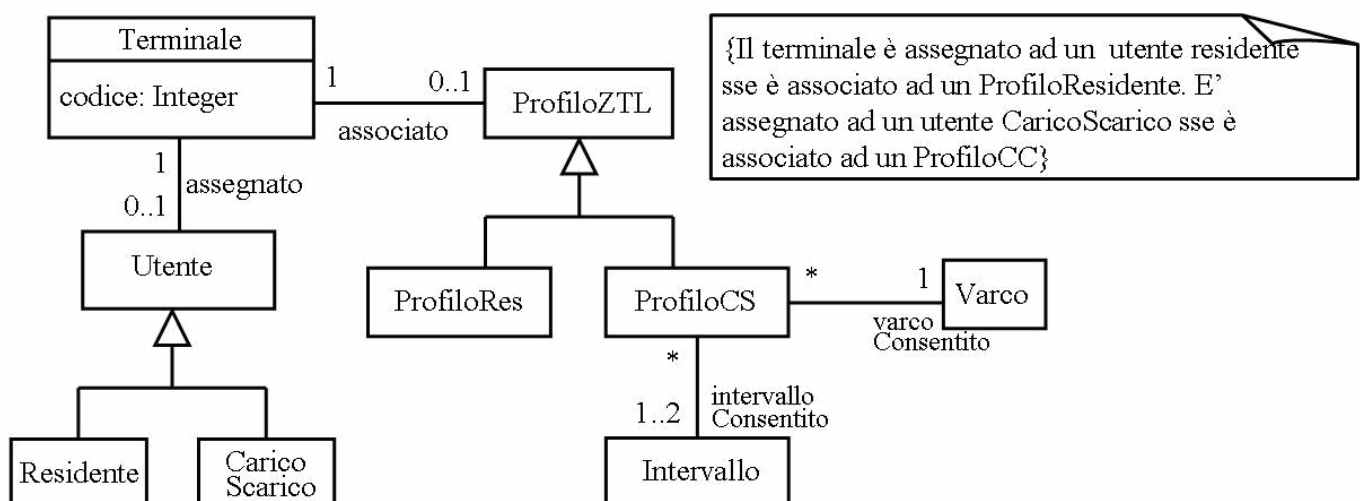 Terminale
codice: Integer
1
0..1
associato
ProfiloZTL
{Il terminale è assegnato ad un utente residente
sse è associato ad un ProfiloResidente. E'
assegnato ad un utente CaricoScarico sse è
associato ad un ProfiloCC}
1
assegnato
0..1
Utente
ProfiloRes
ProfiloCS
*
1
varco
Consentito
Varco
*
intervallo
Consentito
1..2
Intervallo
Residente
Carico
Scarico